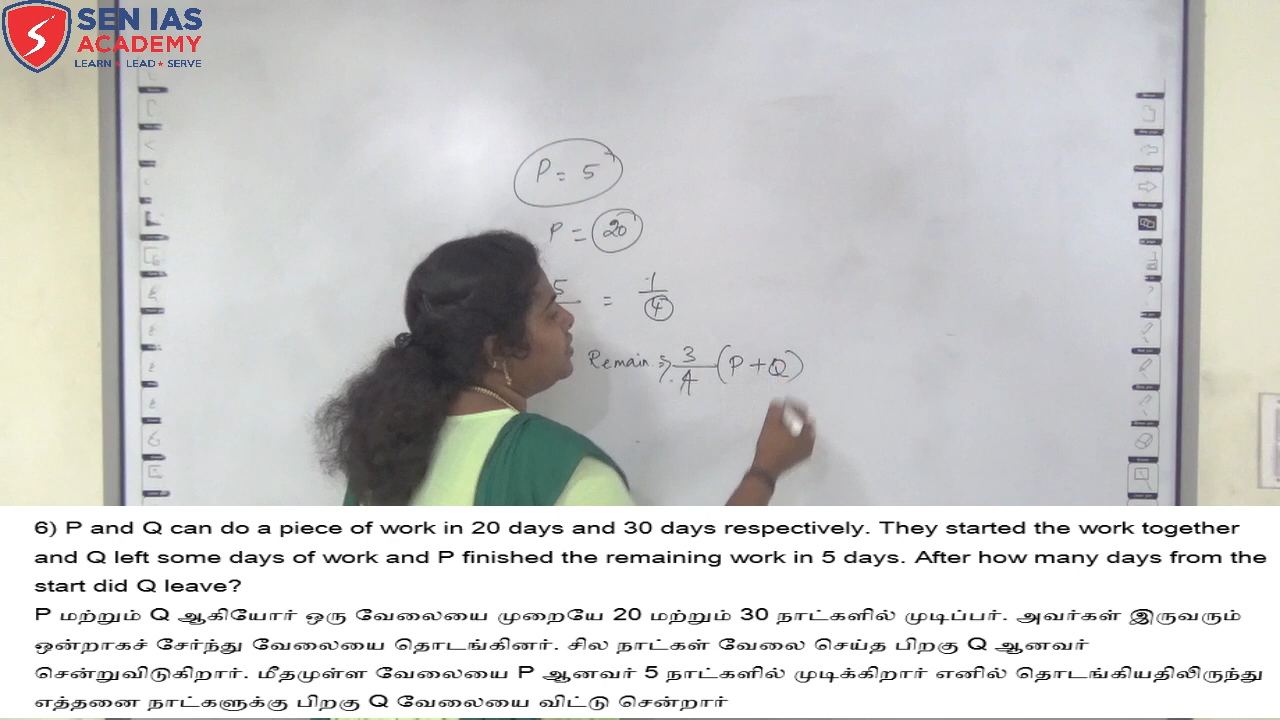 SEN IAS
ACADEMY
LEARN ★ LEAD ★ SERVE
P = 5
P = 20
5 = 1/4
Remain ⇒ 3/4 (P + Q)
6) P and Q can do a piece of work in 20 days and 30 days respectively. They started the work together
and Q left some days of work and P finished the remaining work in 5 days. After how many days from the
start did Q leave?
P மற்றும் Q ஆகியோர் ஒரு வேலையை முறையே 20 மற்றும் 30 நாட்களில் முடிப்பர். அவர்கள் இருவரும்
ஒன்றாகச் சேர்ந்து வேலையை தொடங்கினர். சில நாட்கள் வேலை செய்த பிறகு Q ஆனவர்
சென்றுவிடுகிறார். மீதமுள்ள வேலையை P ஆனவர் 5 நாட்களில் முடிக்கிறார் எனில் தொடங்கியதிலிருந்து
எத்தனை நாட்களுக்கு பிறகு Q வேலையை விட்டு சென்றார்